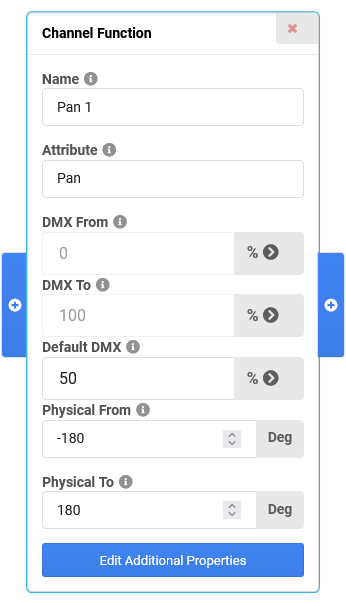 Channel Function
Name
Pan 1
Attribute
Pan
DMX From
0 %
DMX To
100 %
Default DMX
50 %
Physical From
-180 Deg
Physical To
180 Deg
Edit Additional Properties